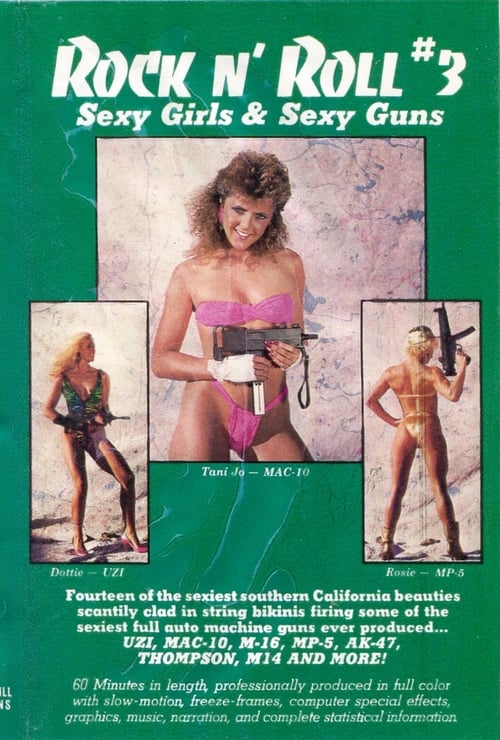 ROCK N' ROLL #3
Sexy Girls & Sexy Guns
Tani Jo — MAC-10
Dottie — UZI
Rosie — MP-5
Fourteen of the sexiest southern California beauties
scantily clad in string bikinis firing some of the
sexiest full auto machine guns ever produced...
UZI, MAC-10, M-16, MP-5, AK-47,
THOMPSON, M14 AND MORE!
60 Minutes in length, professionally produced in full color
with slow-motion, freeze-frames, computer special effects,
graphics, music, narration, and complete statistical information